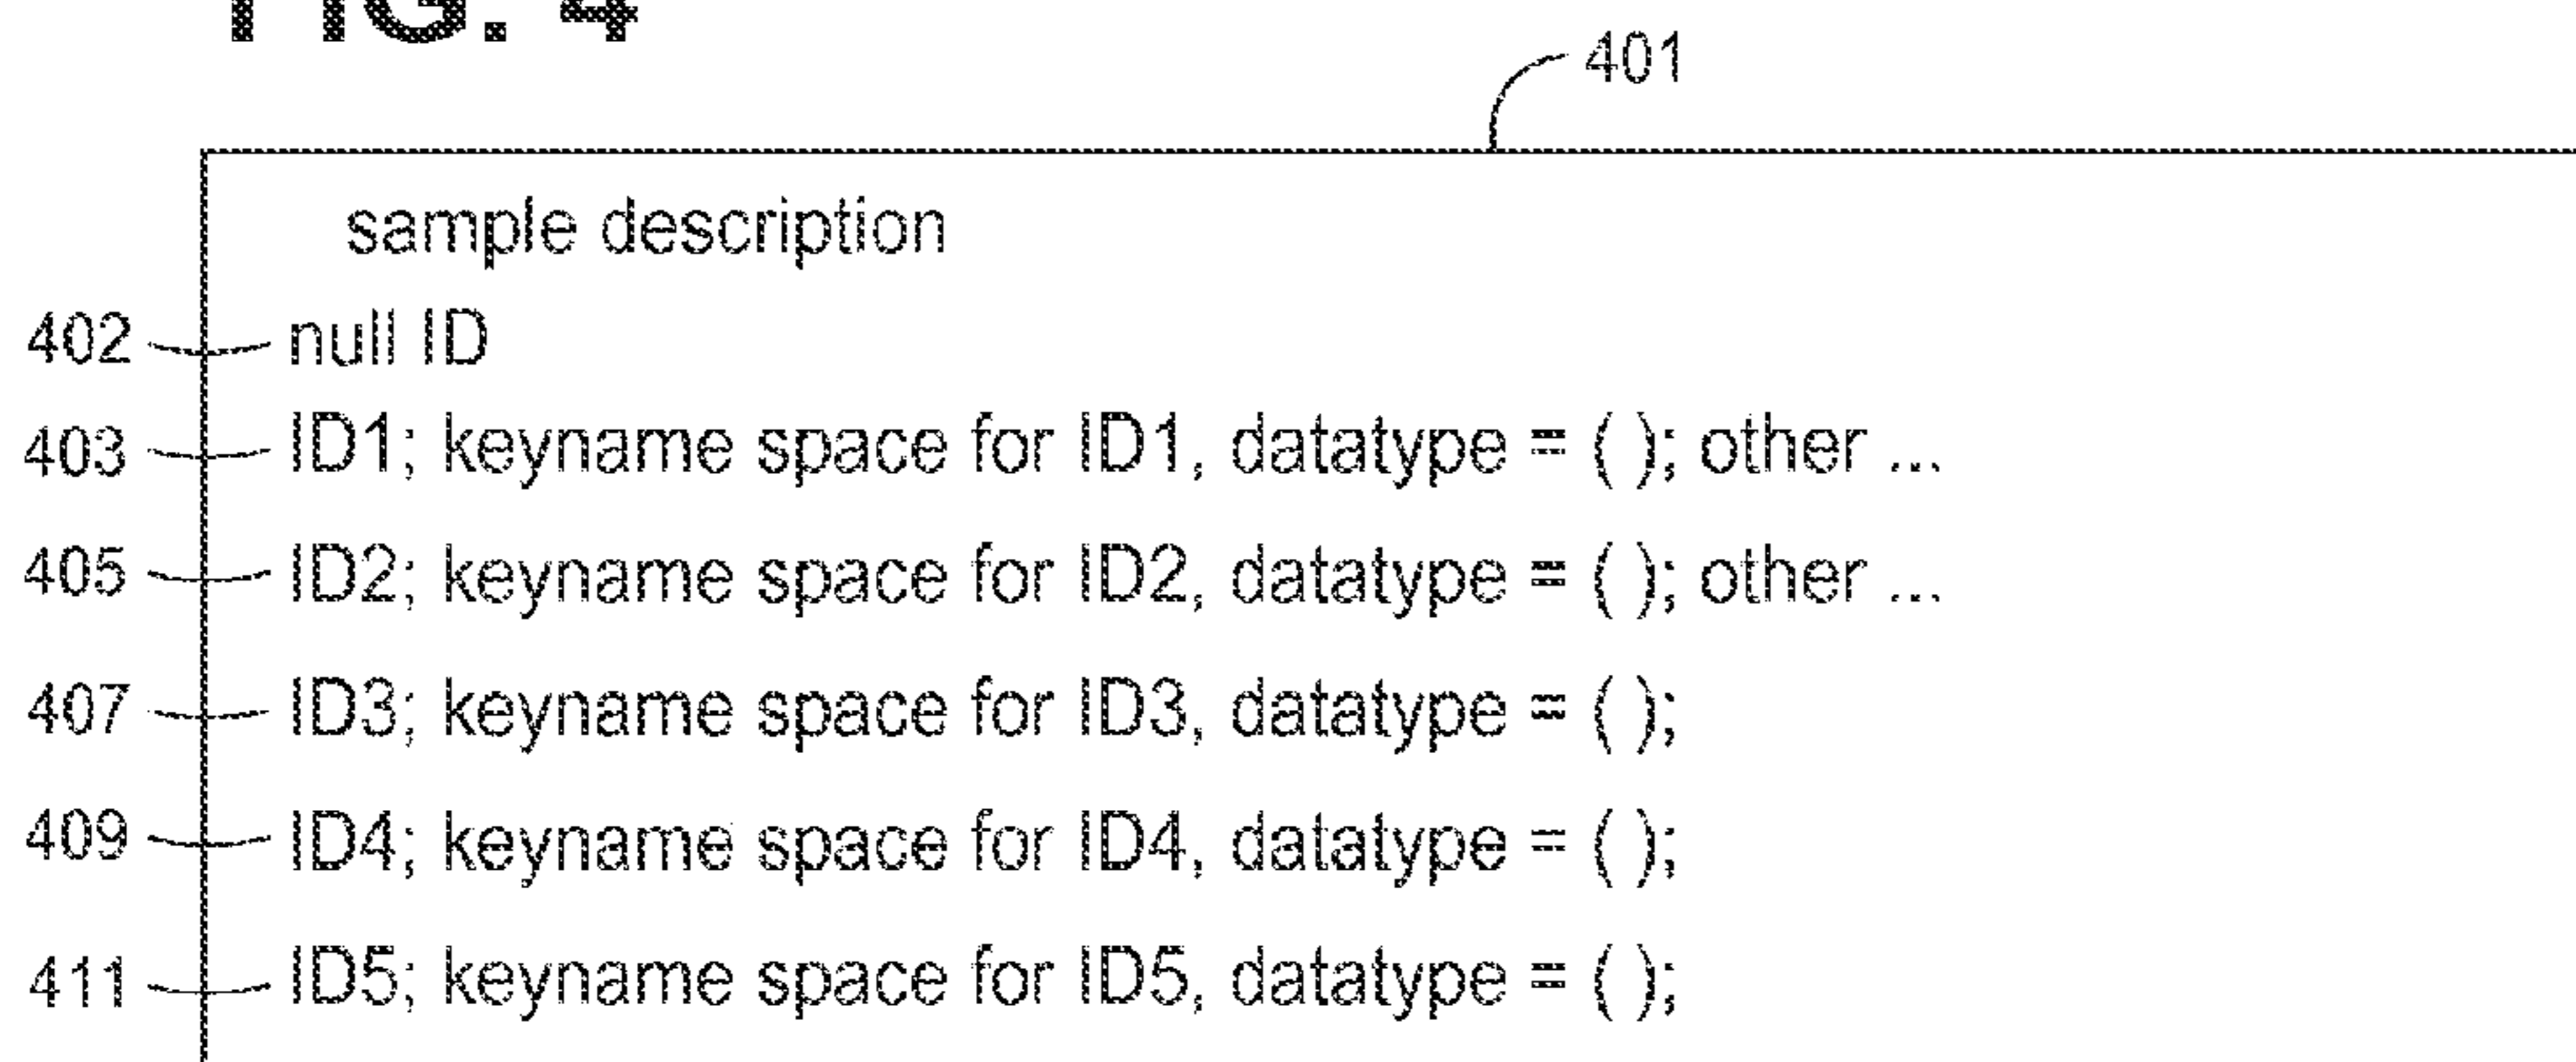 FIG. 4
401
sample description
402 null ID
403 ID1; keyname space for ID1, datatype = ( ); other ...
405 ID2; keyname space for ID2, datatype = ( ); other ...
407 ID3; keyname space for ID3, datatype = ( );
409 ID4; keyname space for ID4, datatype = ( );
411 ID5; keyname space for ID5, datatype = ( );